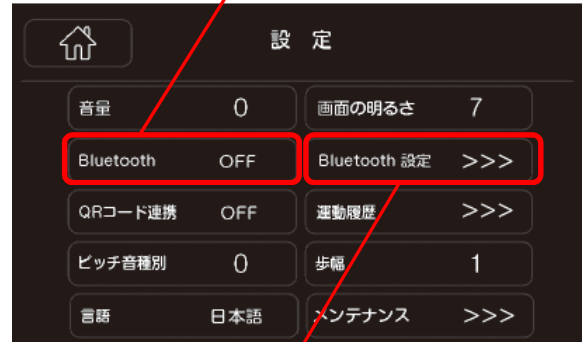 設 定
音量 0 画面の明るさ 7
Bluetooth OFF Bluetooth 設定 >>>
QRコード連携 OFF 運動履歴 >>>
ピッチ音種別 0 歩幅 1
言語 日本語 メンテナンス >>>